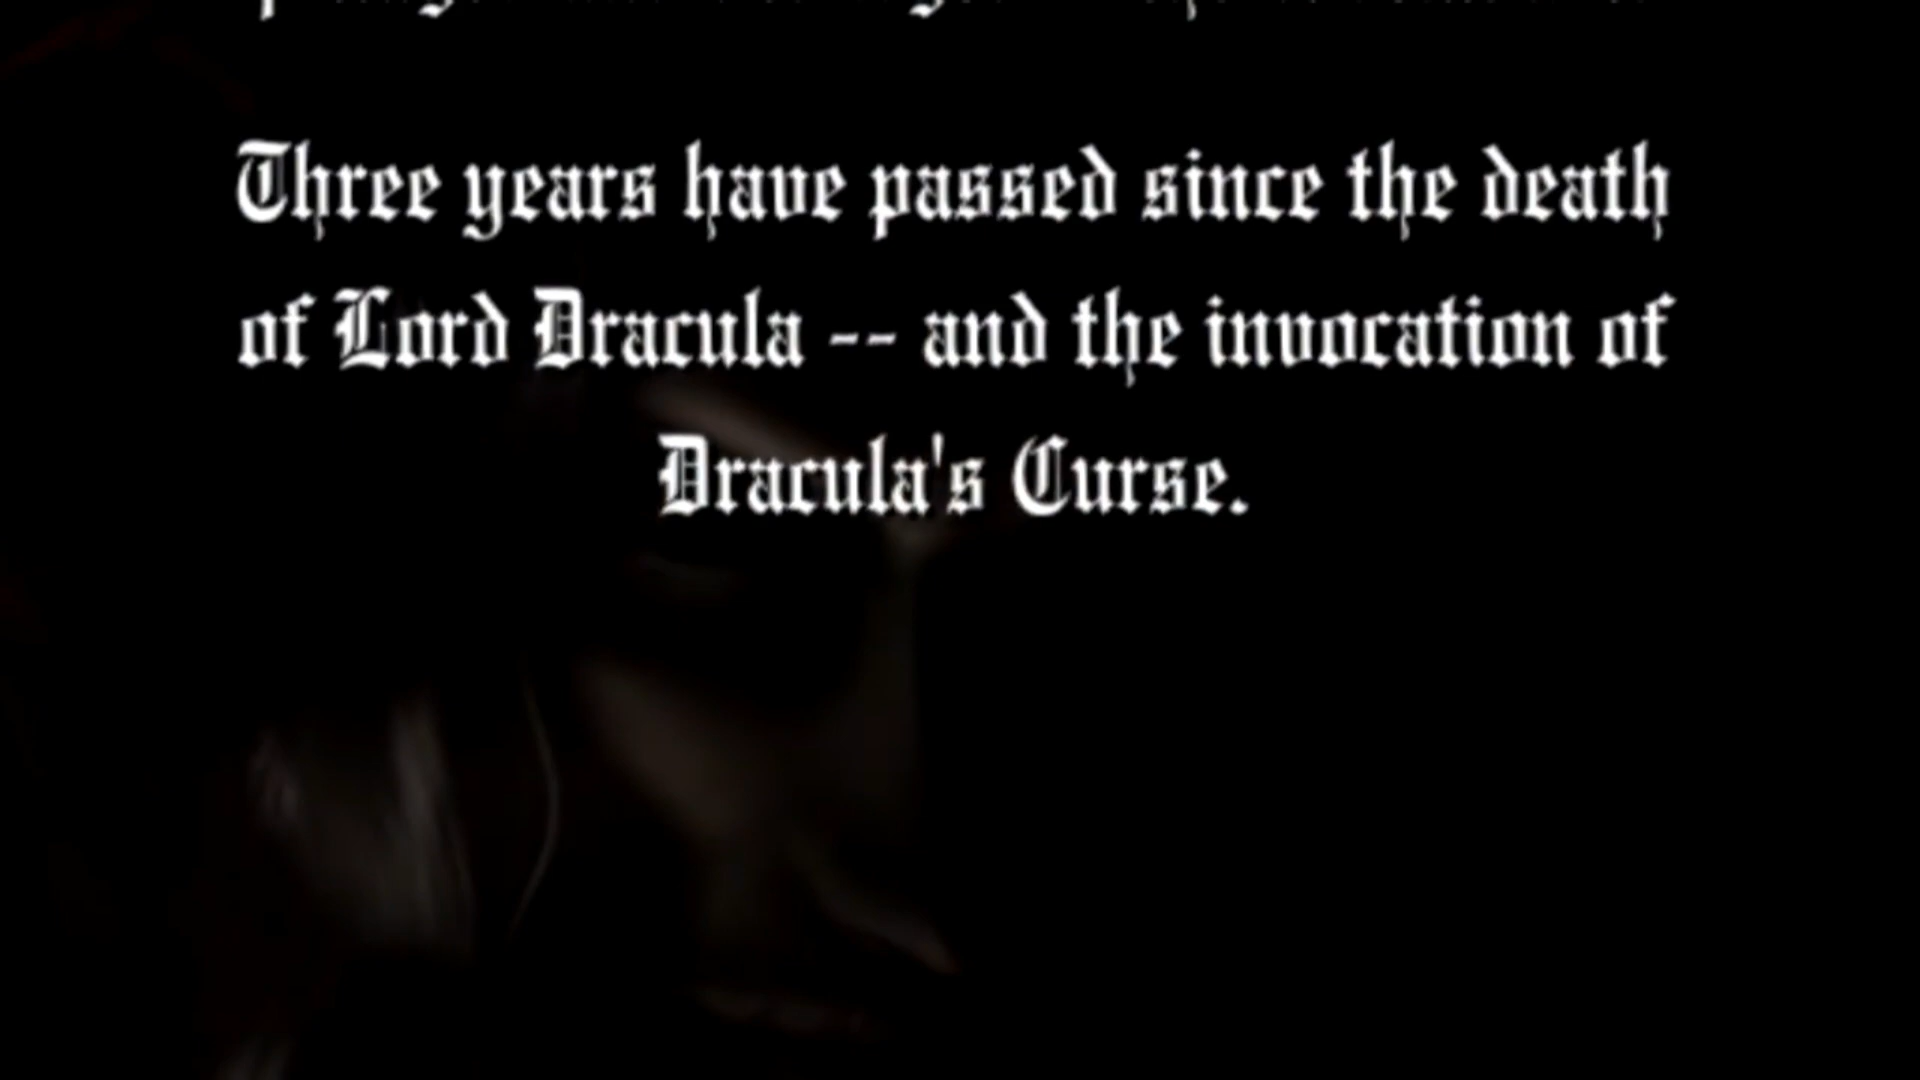 Three years have passed since the death
of Lord Dracula -- and the invocation of
Dracula's Curse.